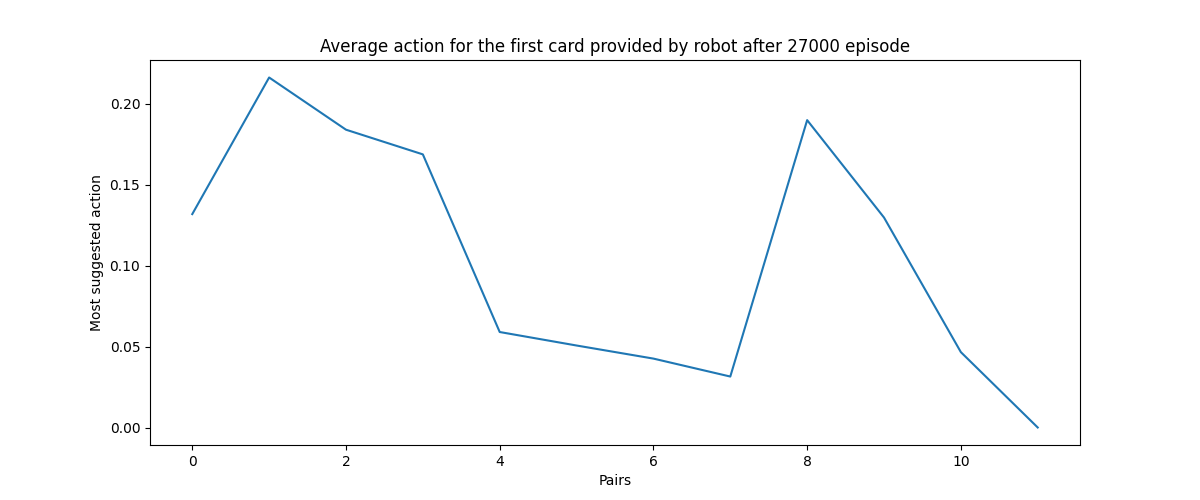 Average action for the first card provided by robot after 27000 episode
Most suggested action
0.20
0.15
0.10
0.05
0.00
0 2 4 6 8 10
Pairs